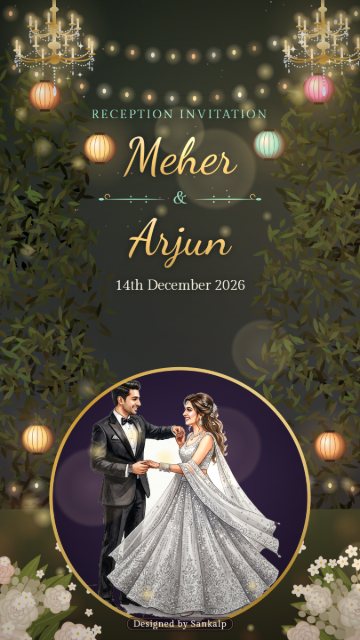 RECEPTION INVITATION
Meher
&
Arjun
14th December 2026
Designed by Sankalp